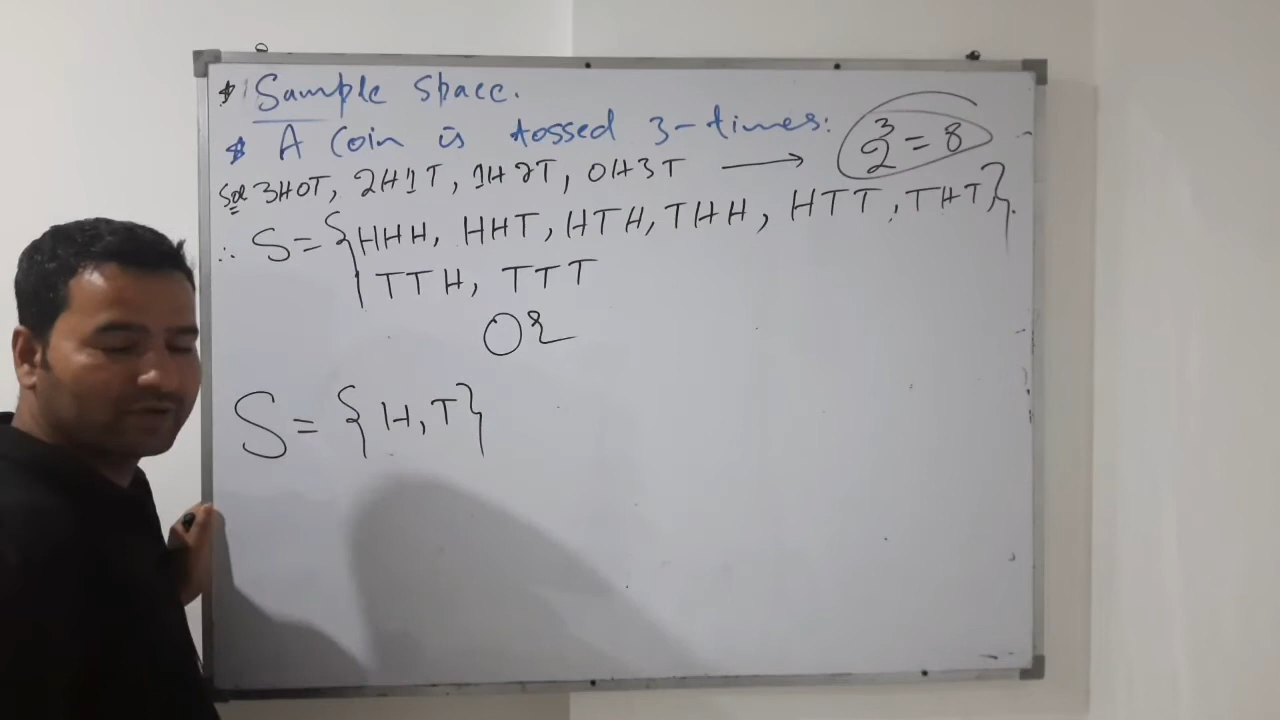 * Sample space.
* A coin is tossed 3-times:
Sol 3H0T, 2H1T, 1H2T, 0H3T ⟶ 2³ = 8
∴ S = {HHH, HHT, HTH, THH, HTT, THT}.
TTH, TTT
Or
S = {H, T}